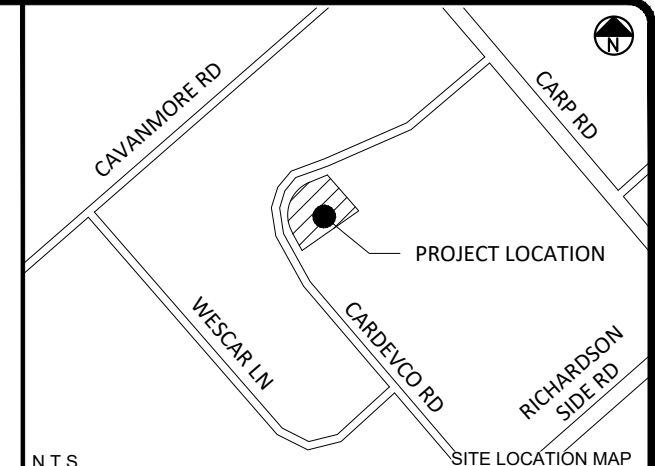 N
CAVANMORE RD
CARP RD
PROJECT LOCATION
WESCAR LN
CARDEVCO RD
RICHARDSON
SIDE RD
N.T.S.
SITE LOCATION MAP